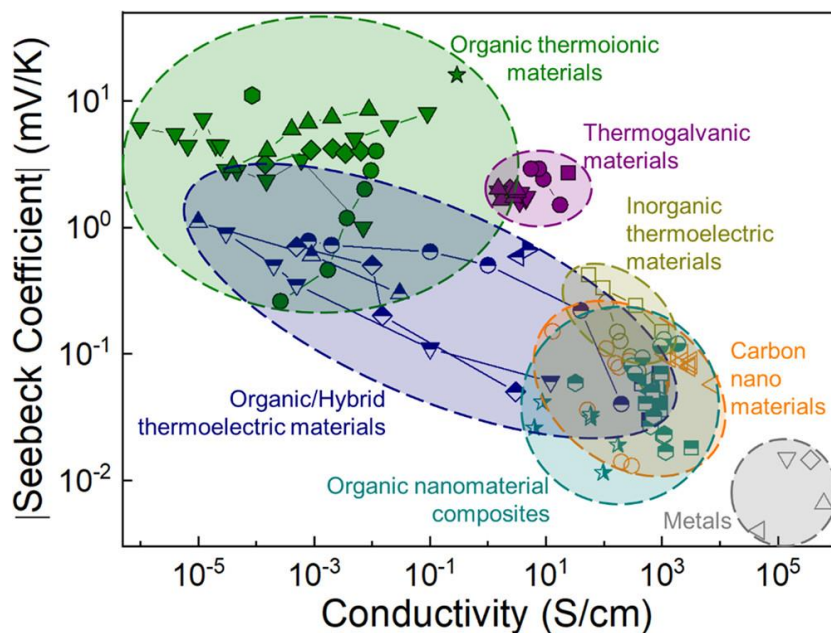 Organic thermoionic
materials
Thermogalvanic
materials
Inorganic
thermoelectric
materials
Carbon
nano
materials
Organic/Hybrid
thermoelectric materials
Organic nanomaterial
composites
Metals
|Seebeck Coefficient| (mV/K)
10¹
10⁰
10⁻¹
10⁻²
10⁻⁵
10⁻³
10⁻¹
10¹
10³
10⁵
Conductivity (S/cm)